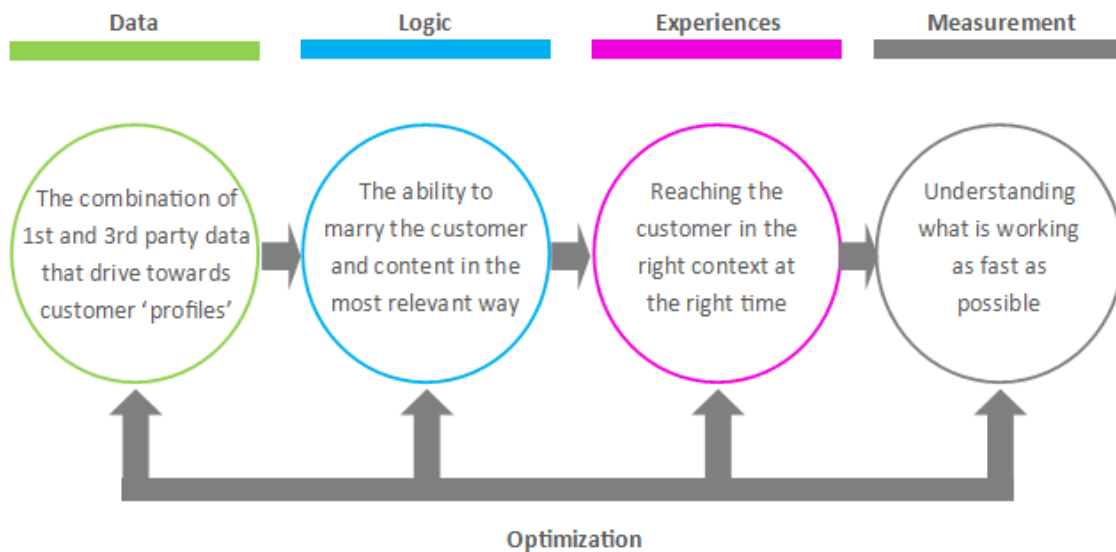 Data
Logic
Experiences
Measurement
The combination of
1st and 3rd party data
that drive towards
customer ‘profiles’
The ability to
marry the customer
and content in the
most relevant way
Reaching the
customer in the
right context at
the right time
Understanding
what is working
as fast as
possible
Optimization